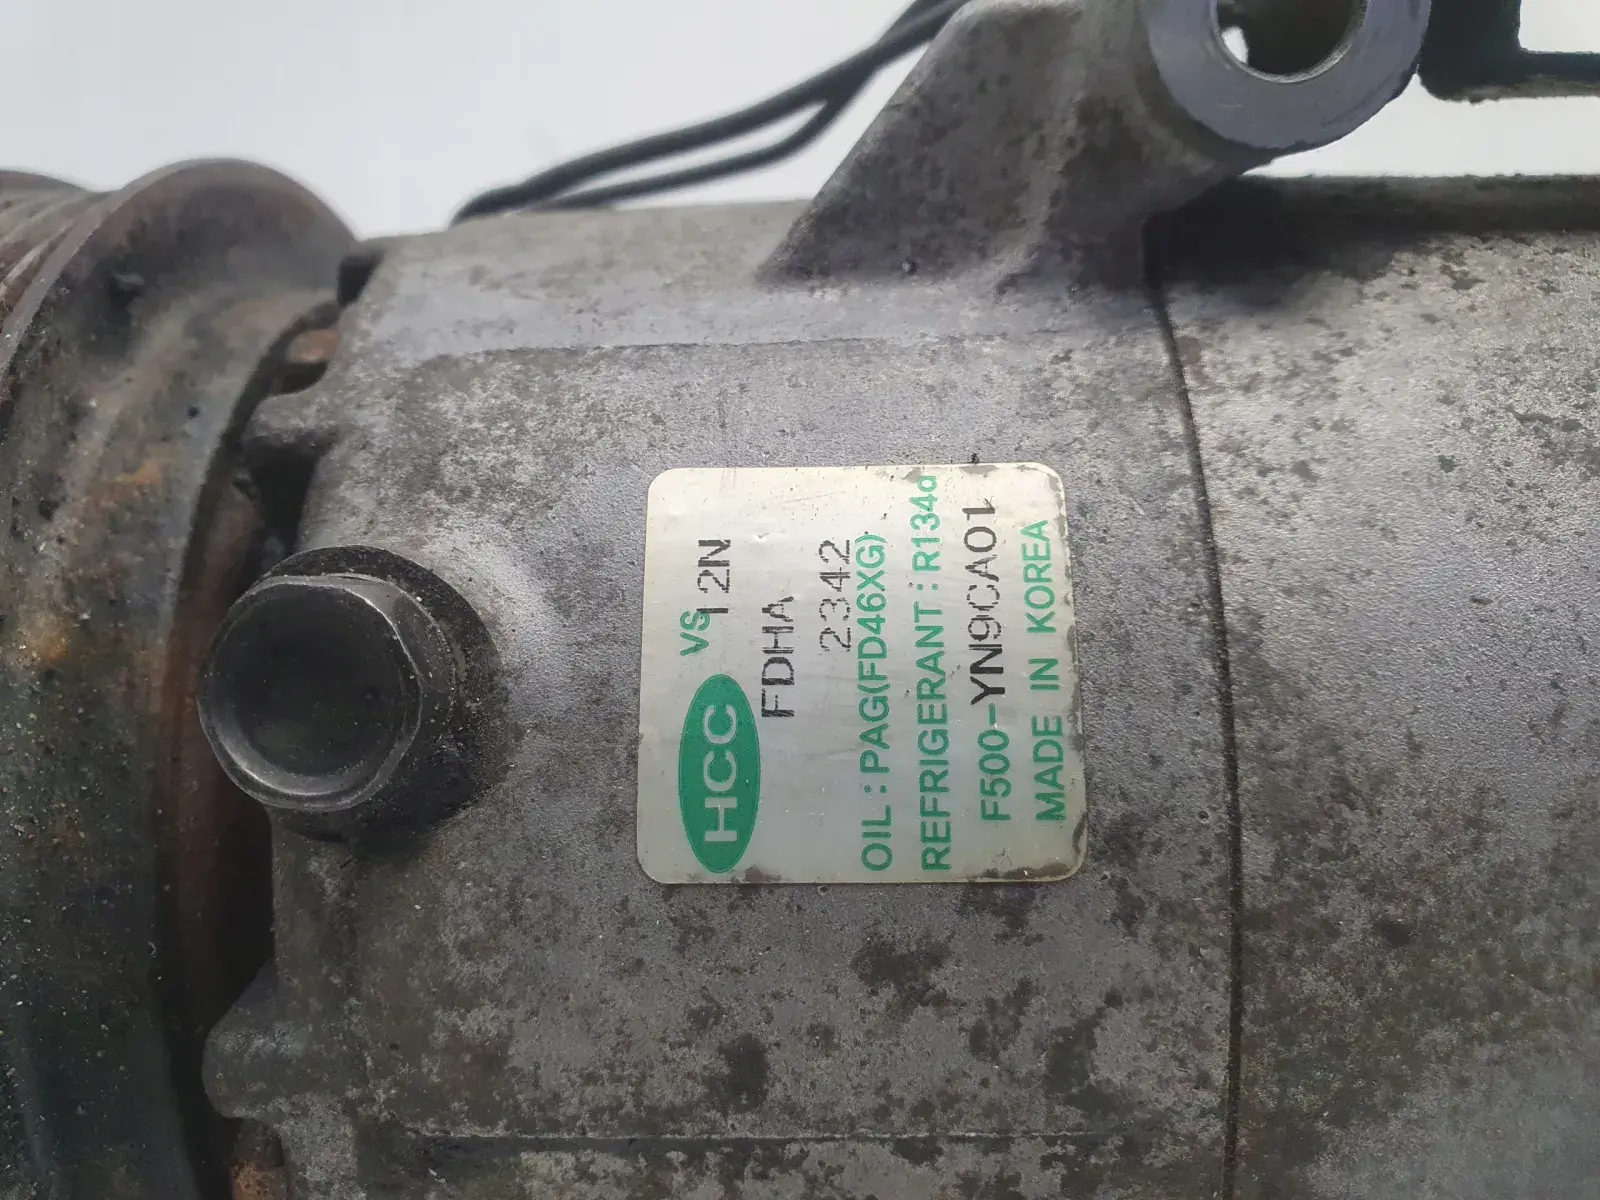 HCC VS 12N
FDHA
2342
OIL : PAG(FD46XG)
REFRIGERANT : R134a
F500-YN9CA01
MADE IN KOREA